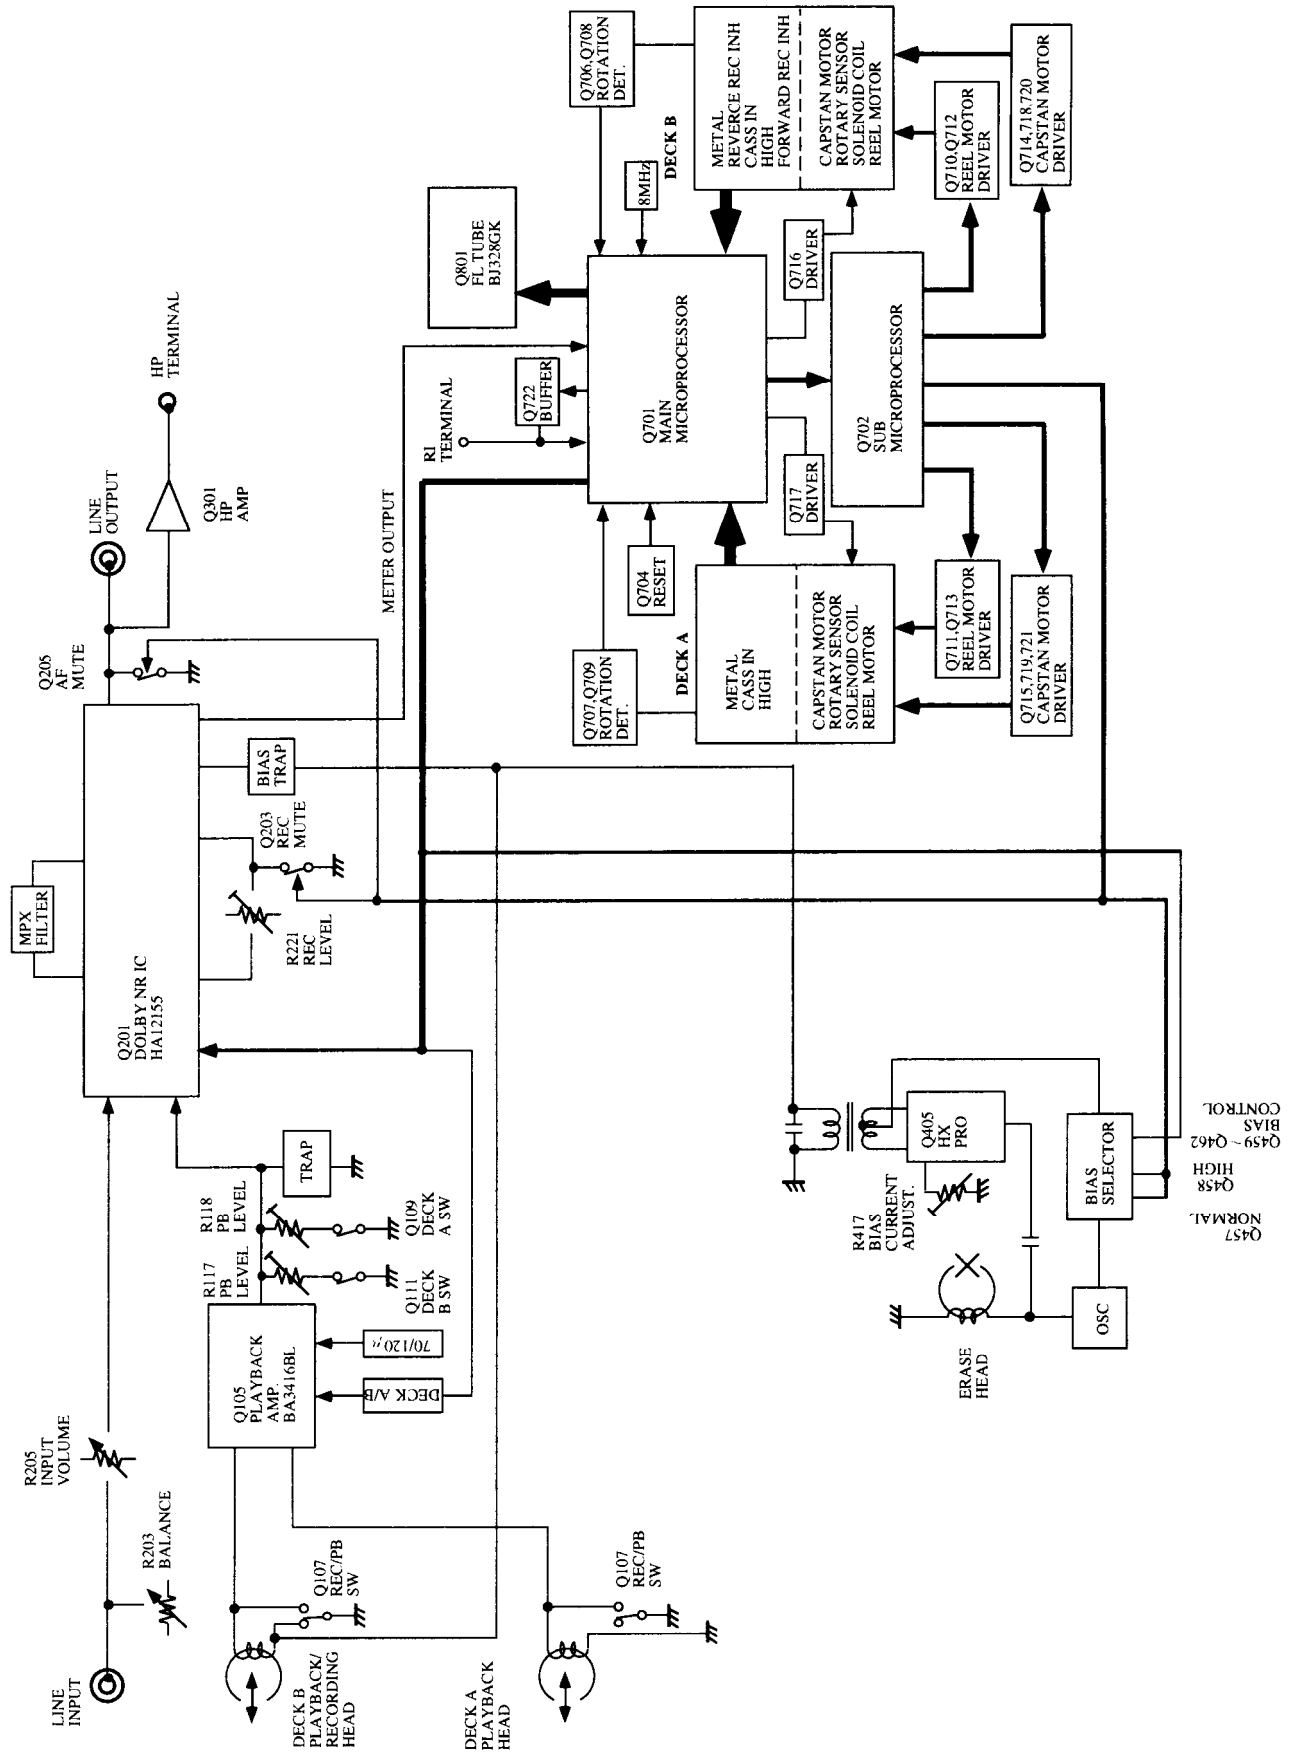 LINE
INPUT
R203
BALANCE
R205
INPUT
VOLUME
MPX
FILTER
Q201
DOLBY NR IC
HA12155
Q205
AF
MUTE
LINE
OUTPUT
Q301
HP
AMP
HP
TERMINAL
BIAS
TRAP
Q203
REC
MUTE
R221
REC
LEVEL
METER OUTPUT
DECK B
PLAYBACK/
RECORDING
HEAD
Q107
REC/PB
SW
DECK A
PLAYBACK
HEAD
Q107
REC/PB
SW
Q105
PLAYBACK
AMP.
BA3416BL
DECK A/B
70/120μ
R117
PB
LEVEL
R118
PB
LEVEL
Q111
DECK
B SW
Q109
DECK
A SW
TRAP
RI
TERMINAL
Q722
BUFFER
Q801
FL TUBE
BJ328GK
8MHz
Q706,Q708
ROTATION
DET.
Q707,Q709
ROTATION
DET.
Q704
RESET
Q701
MAIN
MICROPROCESSOR
DECK A
METAL
CASS IN
HIGH
CAPSTAN MOTOR
ROTARY SENSOR
SOLENOID COIL
REEL MOTOR
DECK B
METAL
REVERCE REC INH
CASS IN
HIGH
FORWARD REC INH
CAPSTAN MOTOR
ROTARY SENSOR
SOLENOID COIL
REEL MOTOR
Q717
DRIVER
Q716
DRIVER
Q702
SUB
MICROPROCESSOR
Q711,Q713
REEL MOTOR
DRIVER
Q715,719,721
CAPSTAN MOTOR
DRIVER
Q710,Q712
REEL MOTOR
DRIVER
Q714,718,720
CAPSTAN MOTOR
DRIVER
ERASE
HEAD
OSC
R417
BIAS
CURRENT
ADJUST.
Q405
HX
PRO
BIAS
SELECTOR
Q457
NORMAL
Q458
HIGH
Q459~Q462
BIAS
CONTROL